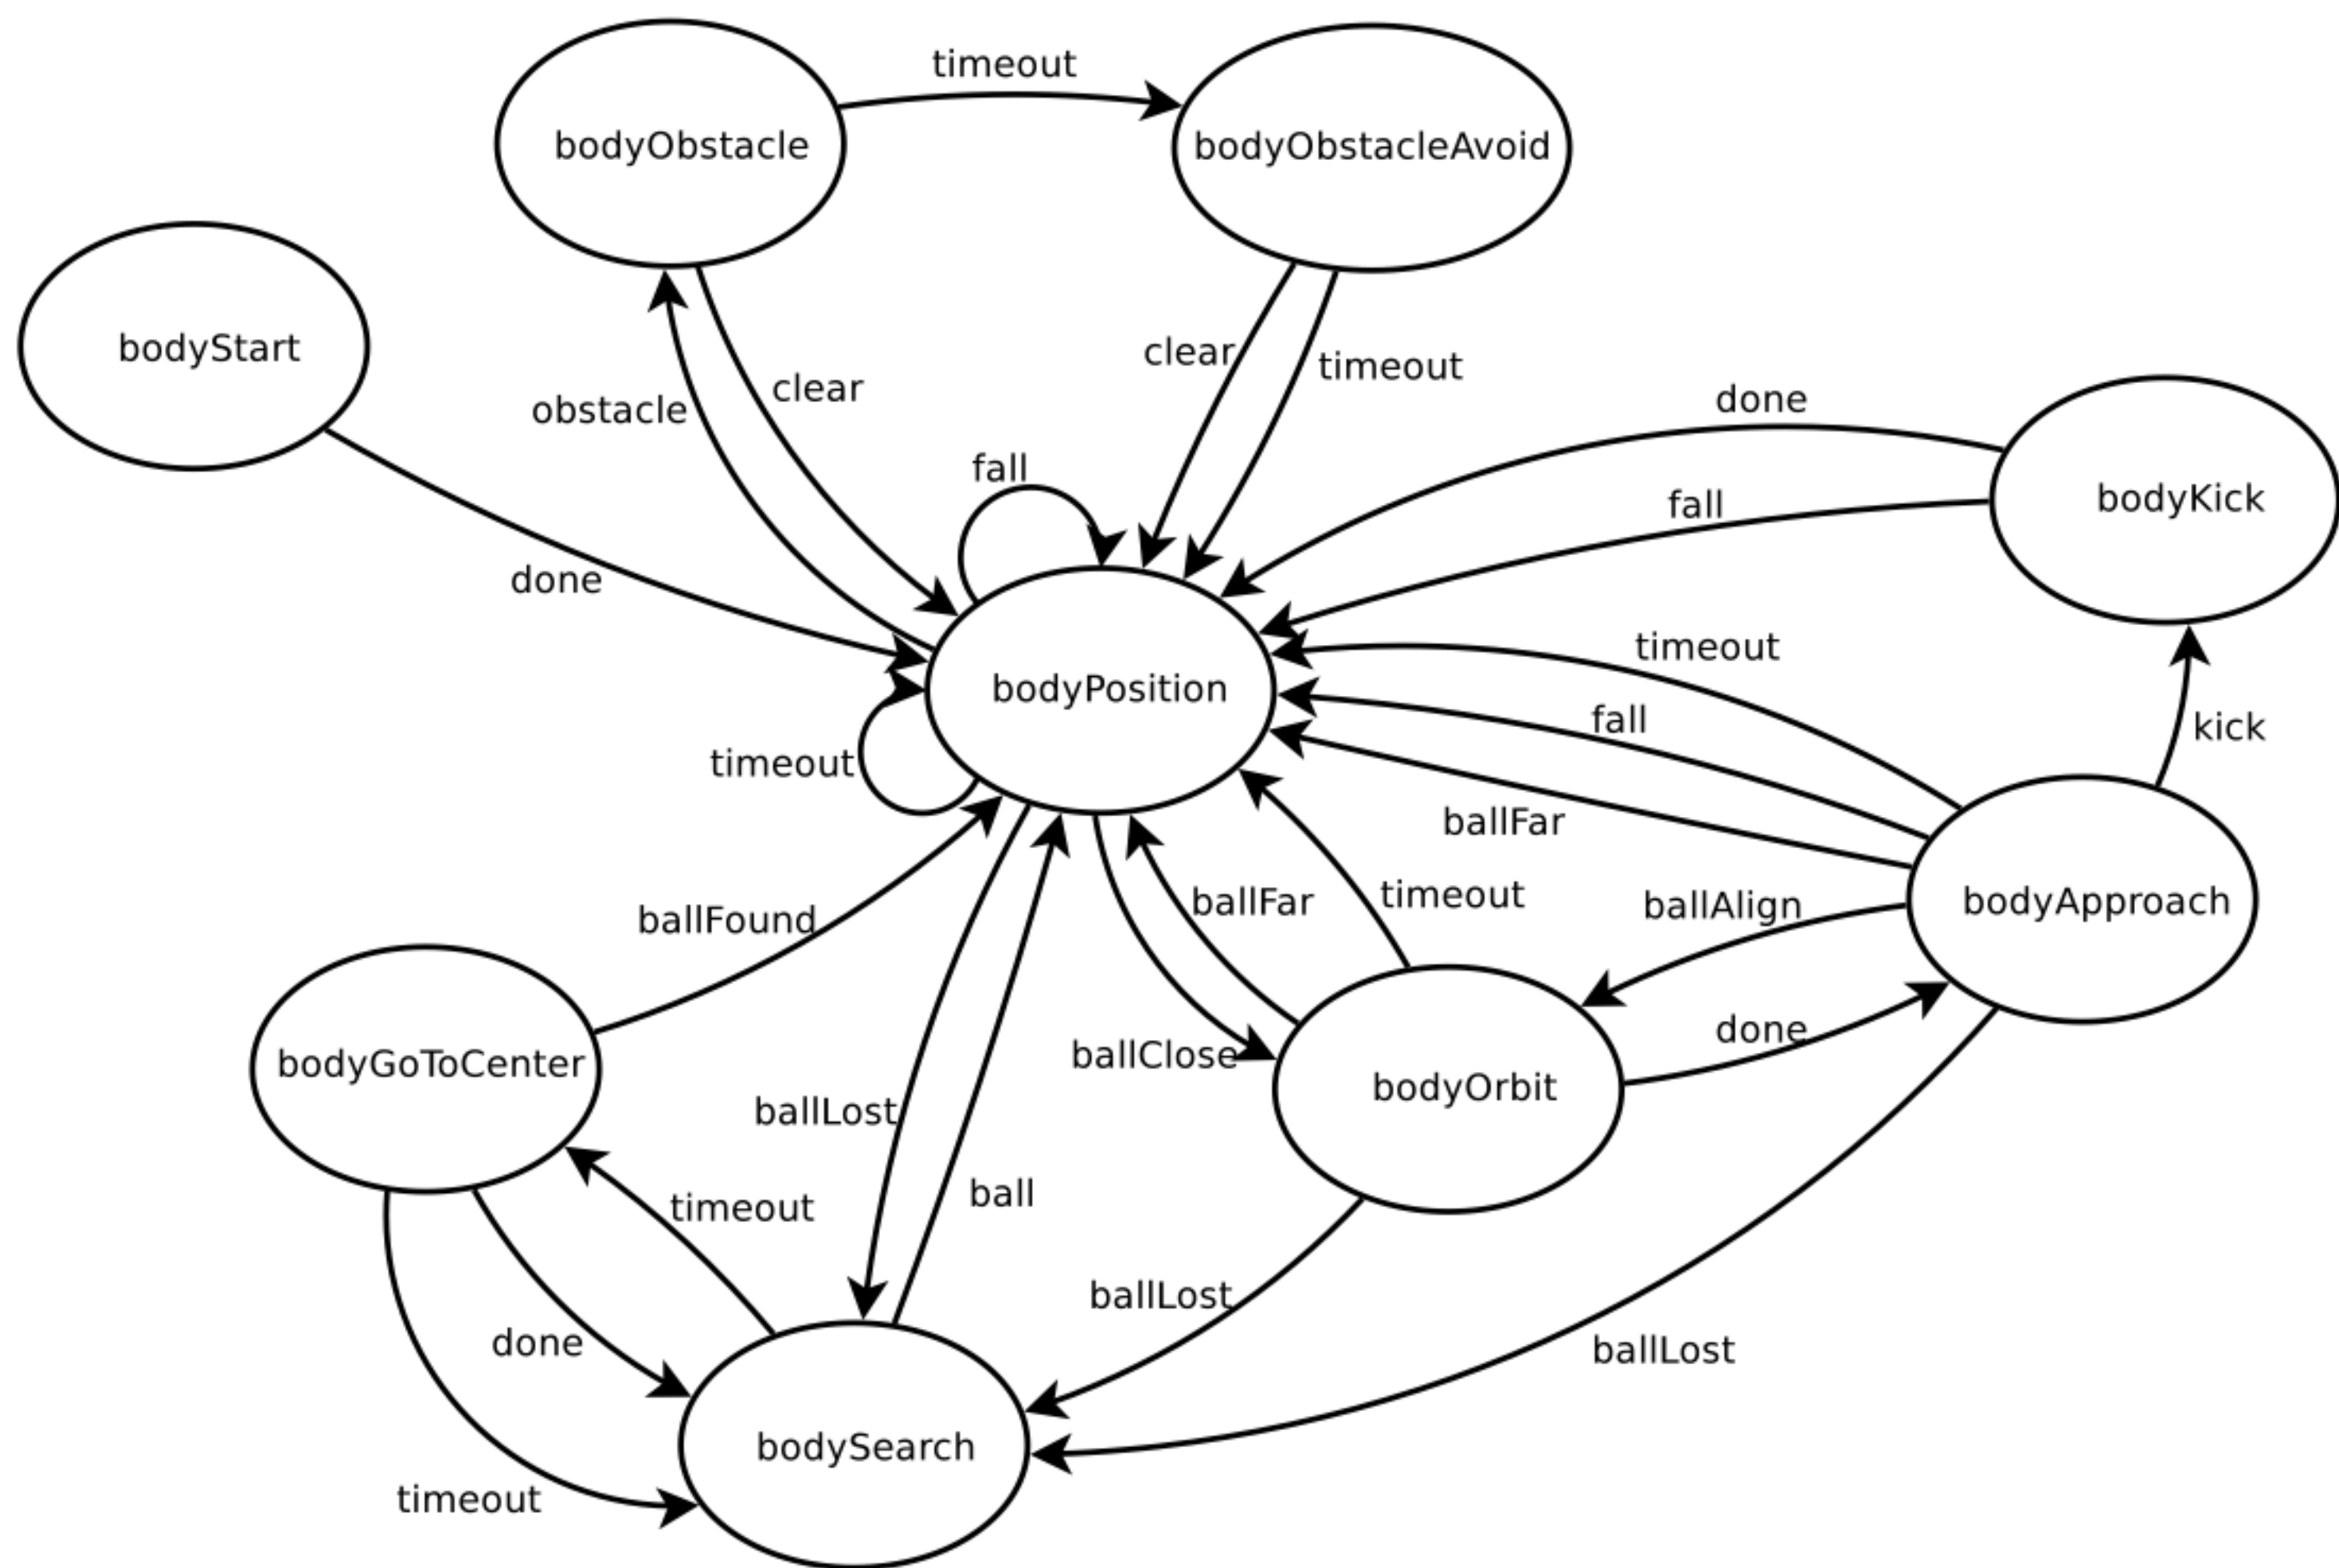 timeout
bodyObstacle
bodyObstacleAvoid
bodyStart
clear
timeout
clear
obstacle
done
fall
fall
bodyKick
done
timeout
bodyPosition
fall
kick
timeout
ballFar
ballFound
ballFar
timeout
ballAlign
bodyApproach
done
ballClose
bodyGoToCenter
bodyOrbit
ballLost
ball
timeout
ballLost
done
ballLost
bodySearch
timeout